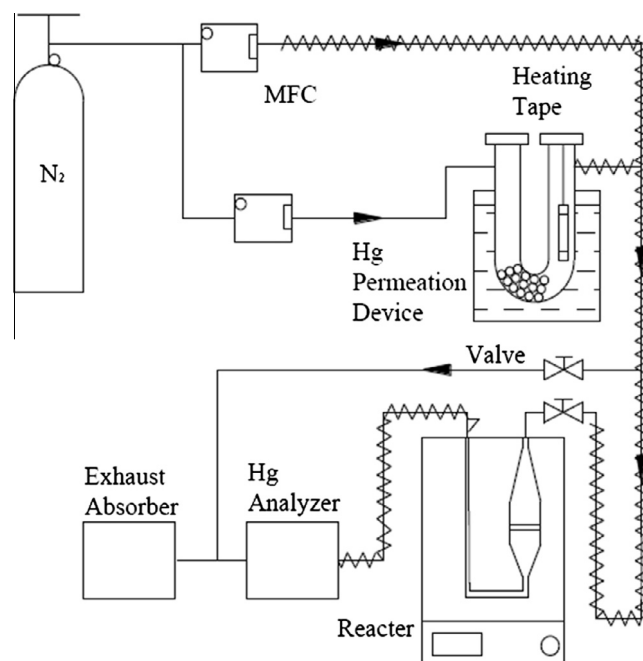 N₂
MFC
Heating
Tape
Hg
Permeation
Device
Valve
Exhaust
Absorber
Hg
Analyzer
Reacter